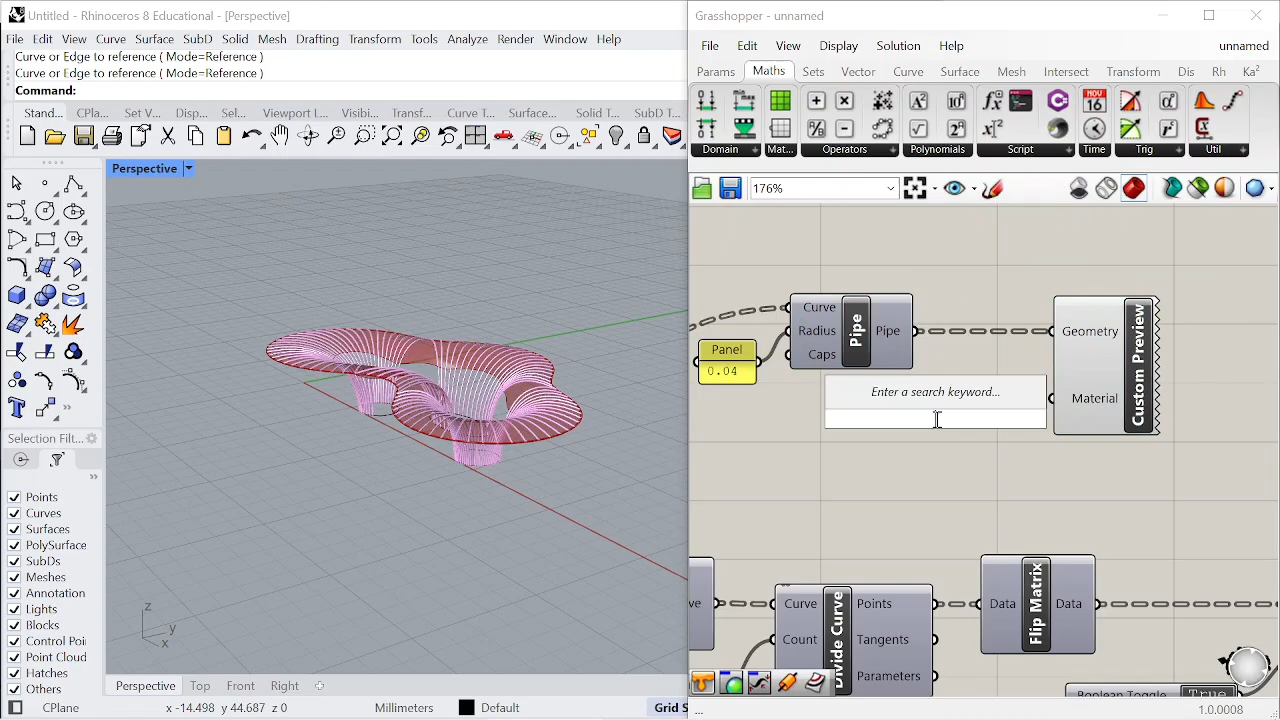 Untitled - Rhinoceros 8 Educational - [Perspective]
File Edit View Curve Surface SubD Solid Mesh Drafting Transform Tools Analyze Render Window Help
Curve or Edge to reference ( Mode=Reference )
Curve or Edge to reference ( Mode=Reference )
Command:
Stand... CPla... Set V... Disp... Sel... Viewport l... Visibi... Trans... Curve T... Surface... Solid T... SubD T
Perspective
Selection Filt...
Points
Curves
Surfaces
PolySurface
SubDs
Meshes
Annotation
Lights
Blocks
Control Poi
Point Cloud
Hatches
Others
z
y
x
Perspective Top Front Right
CPlane x -14.498 y 44.672 z 0 Millimeters Default Grid S
Grasshopper - unnamed
File Edit View Display Solution Help unnamed
Params Maths Sets Vector Curve Surface Mesh Intersect Transform Dis Rh Ka²
Domain Mat... Operators Polynomials Script Time Trig Util
176%
Curve
Radius
Caps
Pipe
Pipe
Panel
0.04
Geometry
Material
Custom Preview
Enter a search keyword...
ve
Curve
Count
Divide Curve
Points
Tangents
Parameters
Data
Flip Matrix
Data
Boolean Toggle True
...
1.0.0008